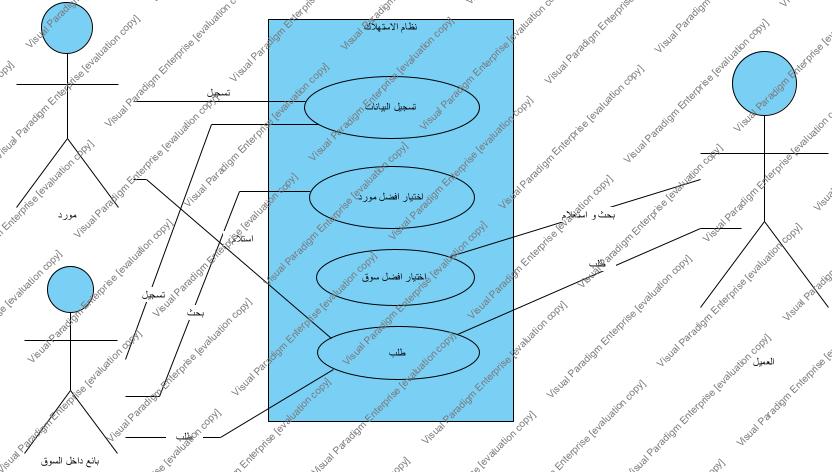 نظام الاستهلاك
تسجيل
تسجيل البيانات
اختيار افضل مورد
مورد
بحث و استعلام
استلام
طلب
اختيار افضل سوق
تسجيل
بحث
طلب
العميل
طلب
بائع داخل السوق
Visual Paradigm Enterprise [evaluation copy]